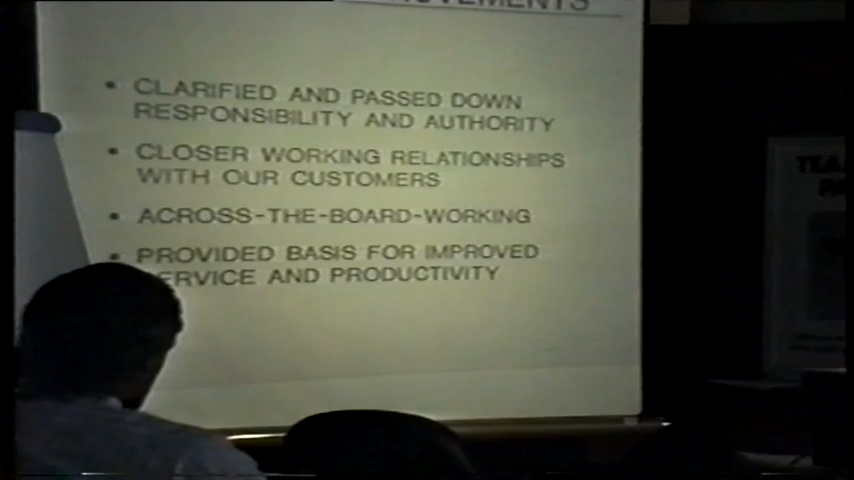 • CLARIFIED AND PASSED DOWN
RESPONSIBILITY AND AUTHORITY
• CLOSER WORKING RELATIONSHIPS
WITH OUR CUSTOMERS
• ACROSS-THE-BOARD-WORKING
• PROVIDED BASIS FOR IMPROVED
SERVICE AND PRODUCTIVITY